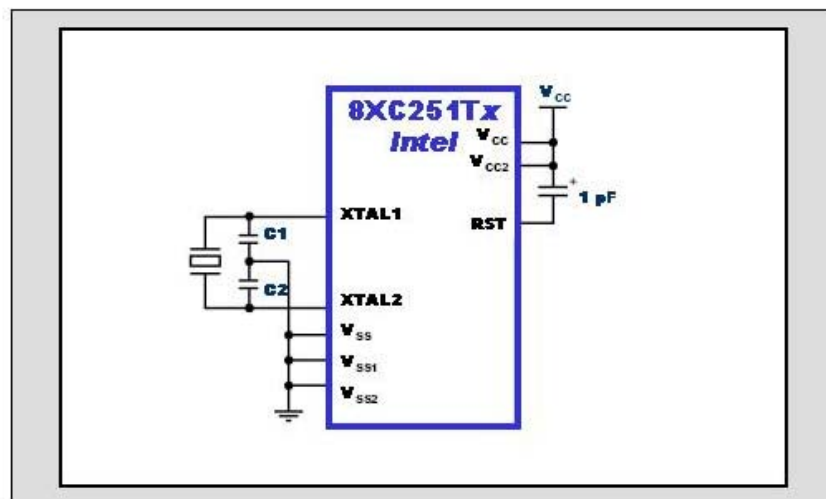 8XC251Tx
Intel
VCC
VCC
VCC2
+
1 pF
XTAL1
RST
C1
C2
XTAL2
VSS
VSS1
VSS2